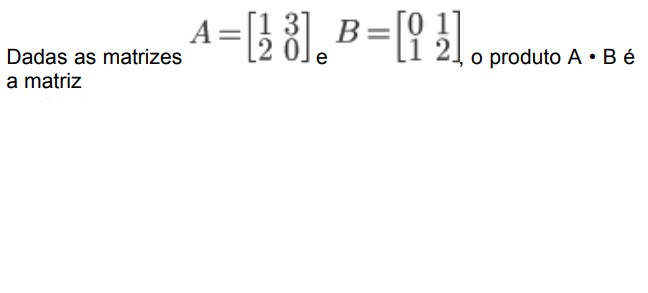 Dadas as matrizes A = [1 3 2 0] e B = [0 1 1 2], o produto A • B é
a matriz